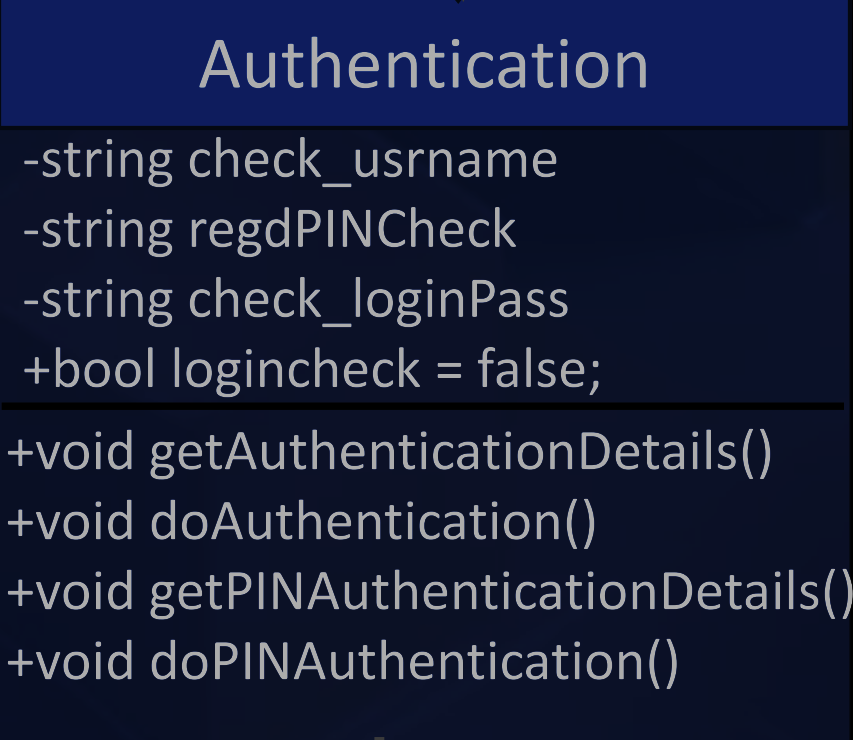 Authentication
-string check_usrname
-string regdPINCheck
-string check_loginPass
+bool logincheck = false;
+void getAuthenticationDetails()
+void doAuthentication()
+void getPINAuthenticationDetails()
+void doPINAuthentication()